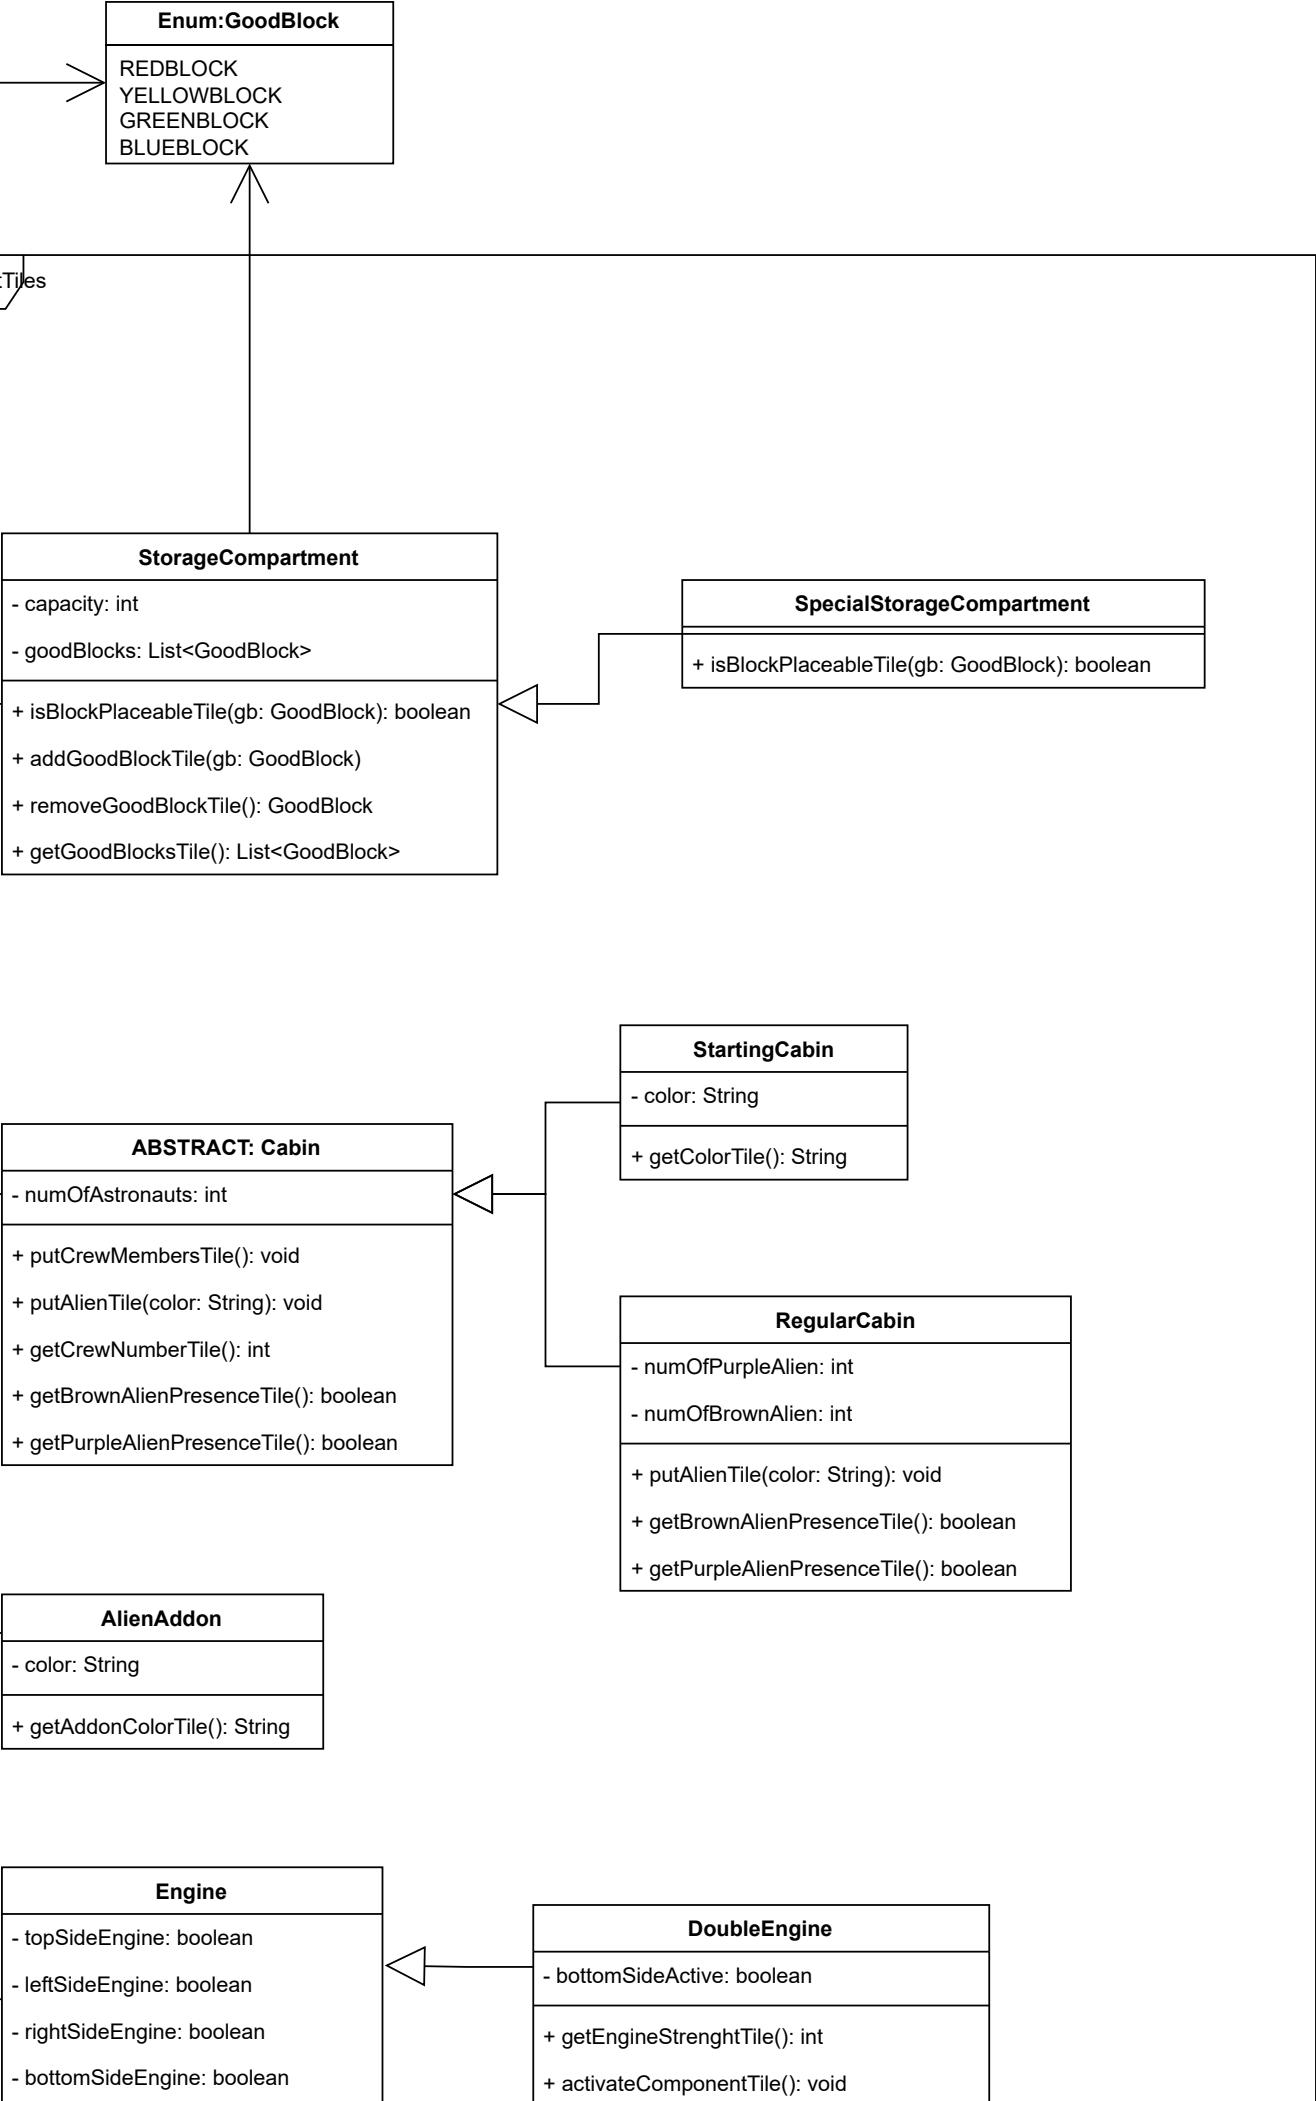 Enum:GoodBlock
REDBLOCK
YELLOWBLOCK
GREENBLOCK
BLUEBLOCK
tTiles
StorageCompartment
- capacity: int
- goodBlocks: List<GoodBlock>
+ isBlockPlaceableTile(gb: GoodBlock): boolean
+ addGoodBlockTile(gb: GoodBlock)
+ removeGoodBlockTile(): GoodBlock
+ getGoodBlocksTile(): List<GoodBlock>
SpecialStorageCompartment
+ isBlockPlaceableTile(gb: GoodBlock): boolean
StartingCabin
- color: String
+ getColorTile(): String
ABSTRACT: Cabin
- numOfAstronauts: int
+ putCrewMembersTile(): void
+ putAlienTile(color: String): void
+ getCrewNumberTile(): int
+ getBrownAlienPresenceTile(): boolean
+ getPurpleAlienPresenceTile(): boolean
RegularCabin
- numOfPurpleAlien: int
- numOfBrownAlien: int
+ putAlienTile(color: String): void
+ getBrownAlienPresenceTile(): boolean
+ getPurpleAlienPresenceTile(): boolean
AlienAddon
- color: String
+ getAddonColorTile(): String
Engine
- topSideEngine: boolean
- leftSideEngine: boolean
- rightSideEngine: boolean
- bottomSideEngine: boolean
DoubleEngine
- bottomSideActive: boolean
+ getEngineStrenghtTile(): int
+ activateComponentTile(): void